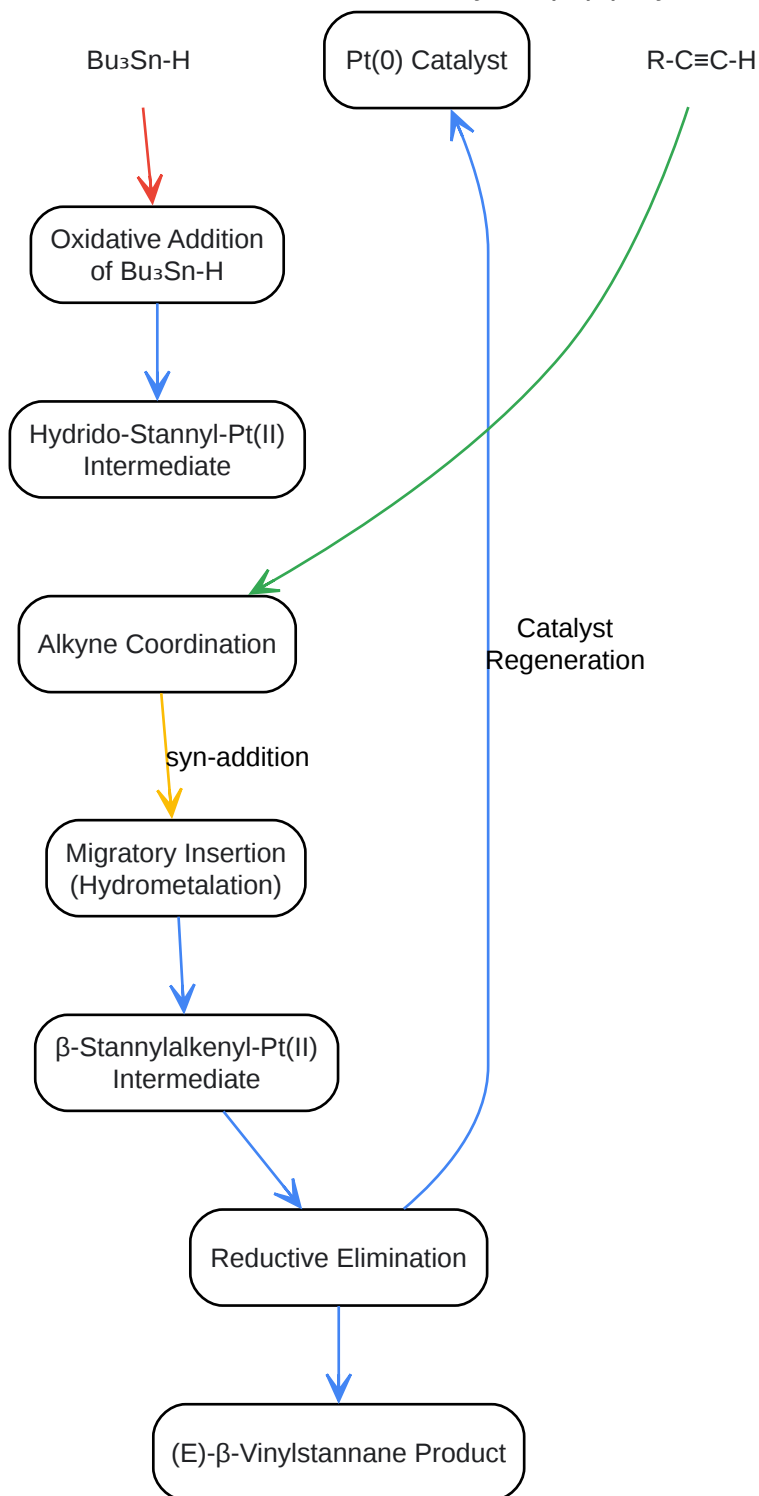 Bu₃Sn-H
Pt(0) Catalyst
R-C≡C-H
Oxidative Addition
of Bu₃Sn-H
Hydrido-Stannyl-Pt(II)
Intermediate
Alkyne Coordination
Catalyst
Regeneration
syn-addition
Migratory Insertion
(Hydrometalation)
β-Stannylalkenyl-Pt(II)
Intermediate
Reductive Elimination
(E)-β-Vinylstannane Product